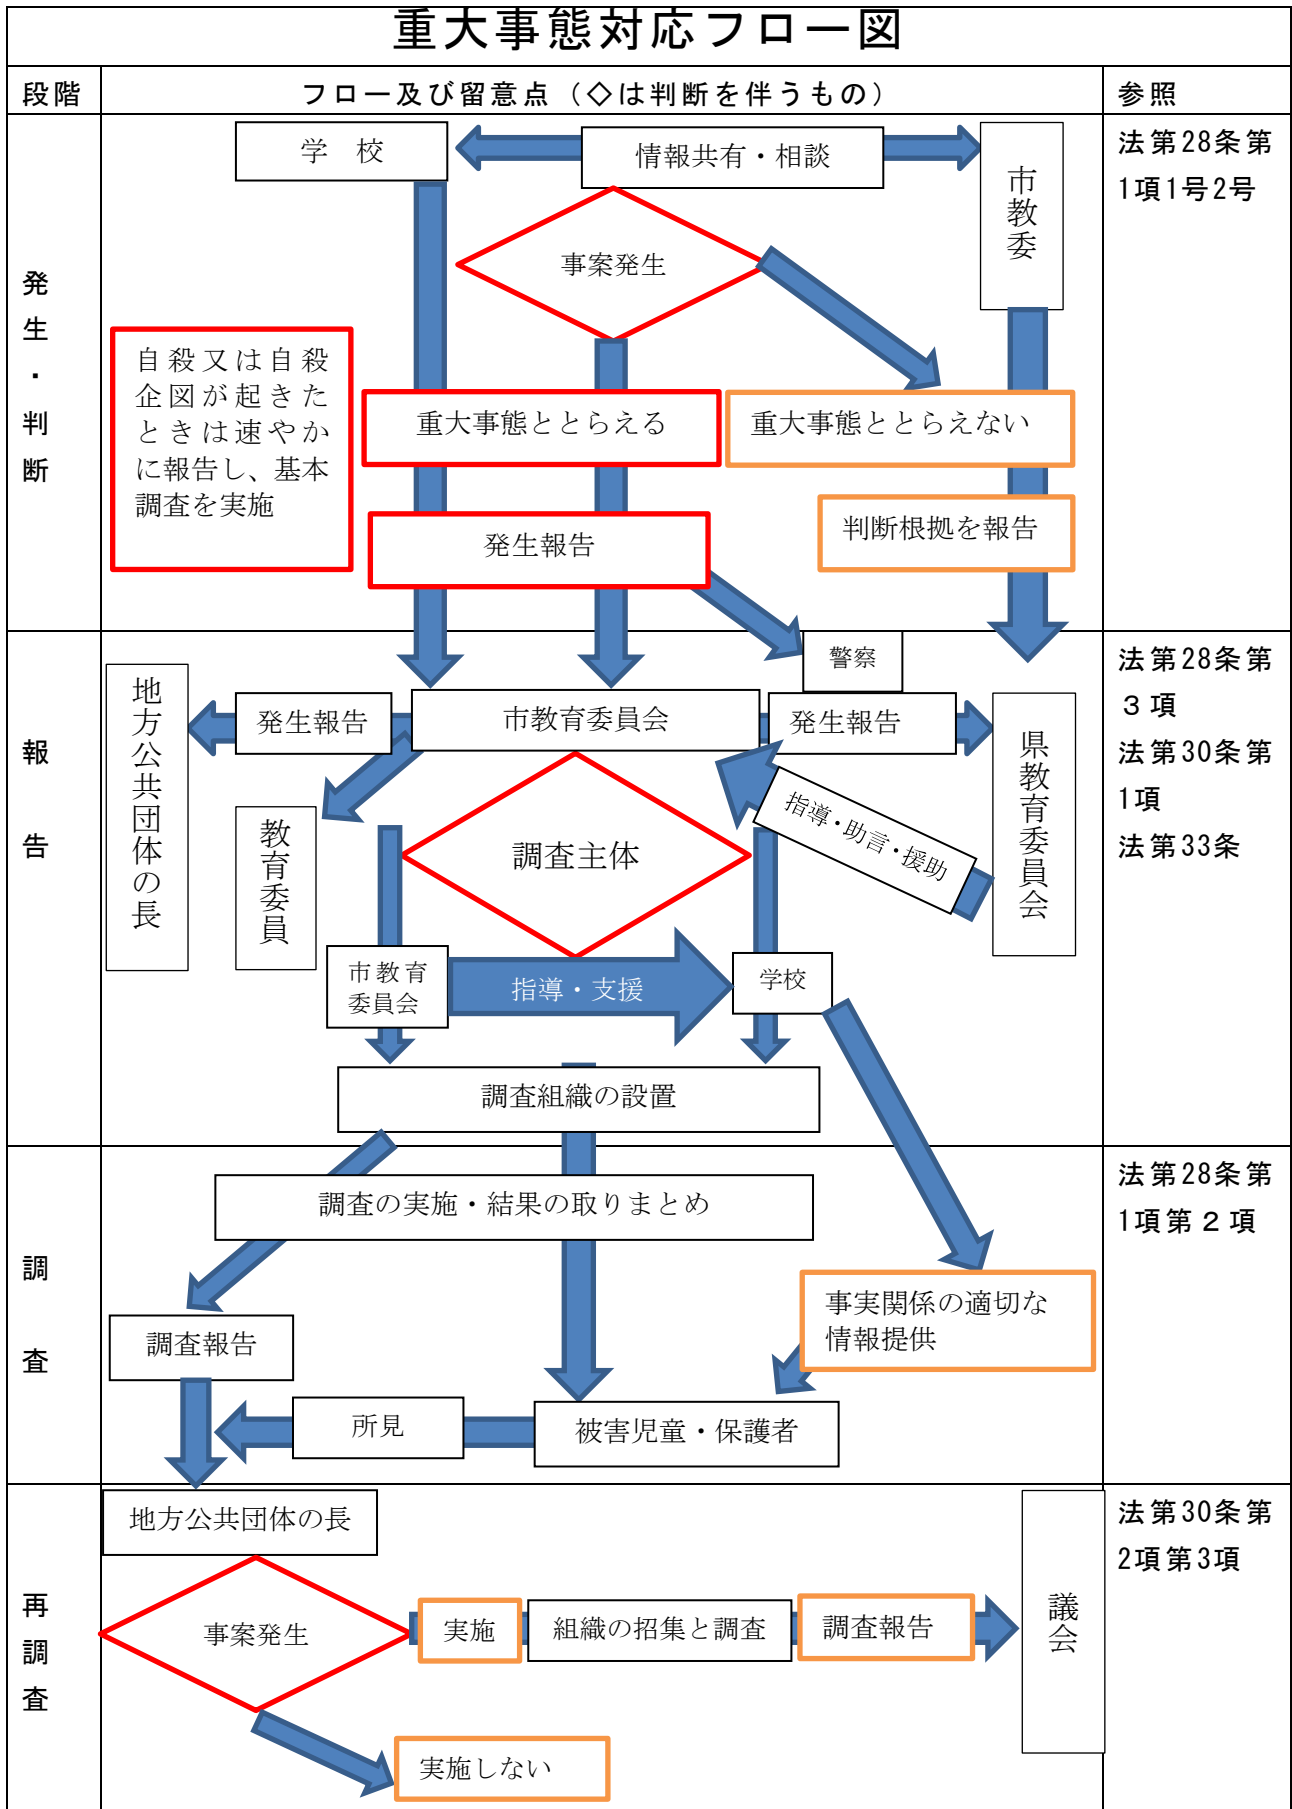 重大事態対応フロー図
段階
フロー及び留意点（◇は判断を伴うもの）
参照
発生・判断
学　校
情報共有・相談
市教委
法第28条第
1項1号2号
事案発生
自殺又は自殺
企図が起きた
ときは速やか
に報告し、基本
調査を実施
重大事態ととらえる
重大事態ととらえない
発生報告
判断根拠を報告
報告
警察
地方公共団体の長
発生報告
市教育委員会
発生報告
県教育委員会
法第28条第
３項
法第30条第
1項
法第33条
教育委員
調査主体
指導・助言・援助
市教育
委員会
指導・支援
学校
調査組織の設置
調査
調査の実施・結果の取りまとめ
法第28条第
1項第２項
調査報告
事実関係の適切な
情報提供
所見
被害児童・保護者
再調査
地方公共団体の長
法第30条第
2項第3項
事案発生
実施
組織の招集と調査
調査報告
議会
実施しない